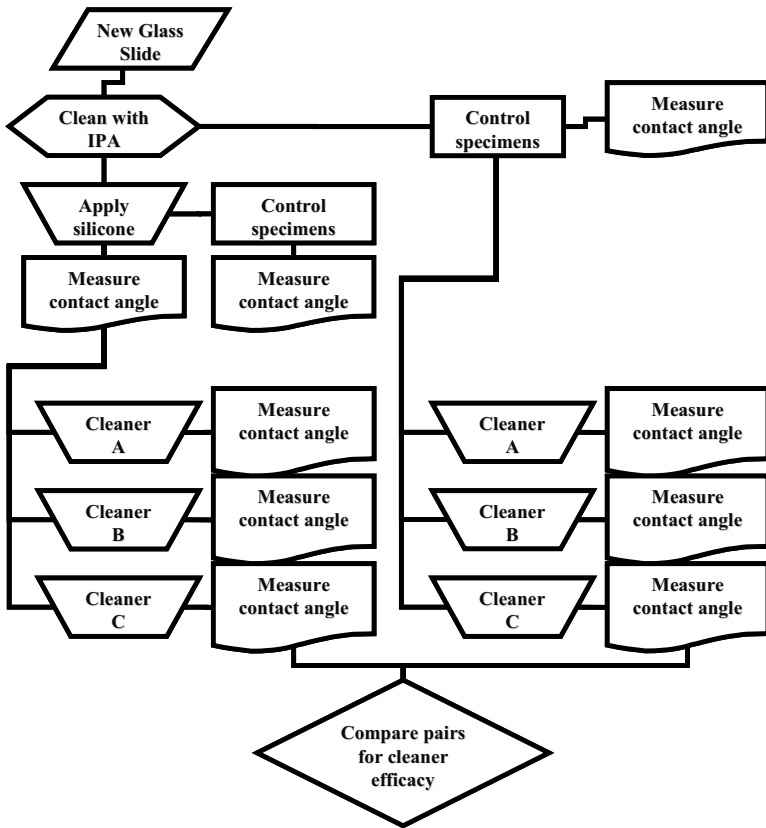 New Glass
Slide
Clean with
IPA
Control
specimens
Measure
contact angle
Apply
silicone
Control
specimens
Measure
contact angle
Measure
contact angle
Cleaner
A
Measure
contact angle
Cleaner
A
Measure
contact angle
Cleaner
B
Measure
contact angle
Cleaner
B
Measure
contact angle
Cleaner
C
Measure
contact angle
Cleaner
C
Measure
contact angle
Compare pairs
for cleaner
efficacy